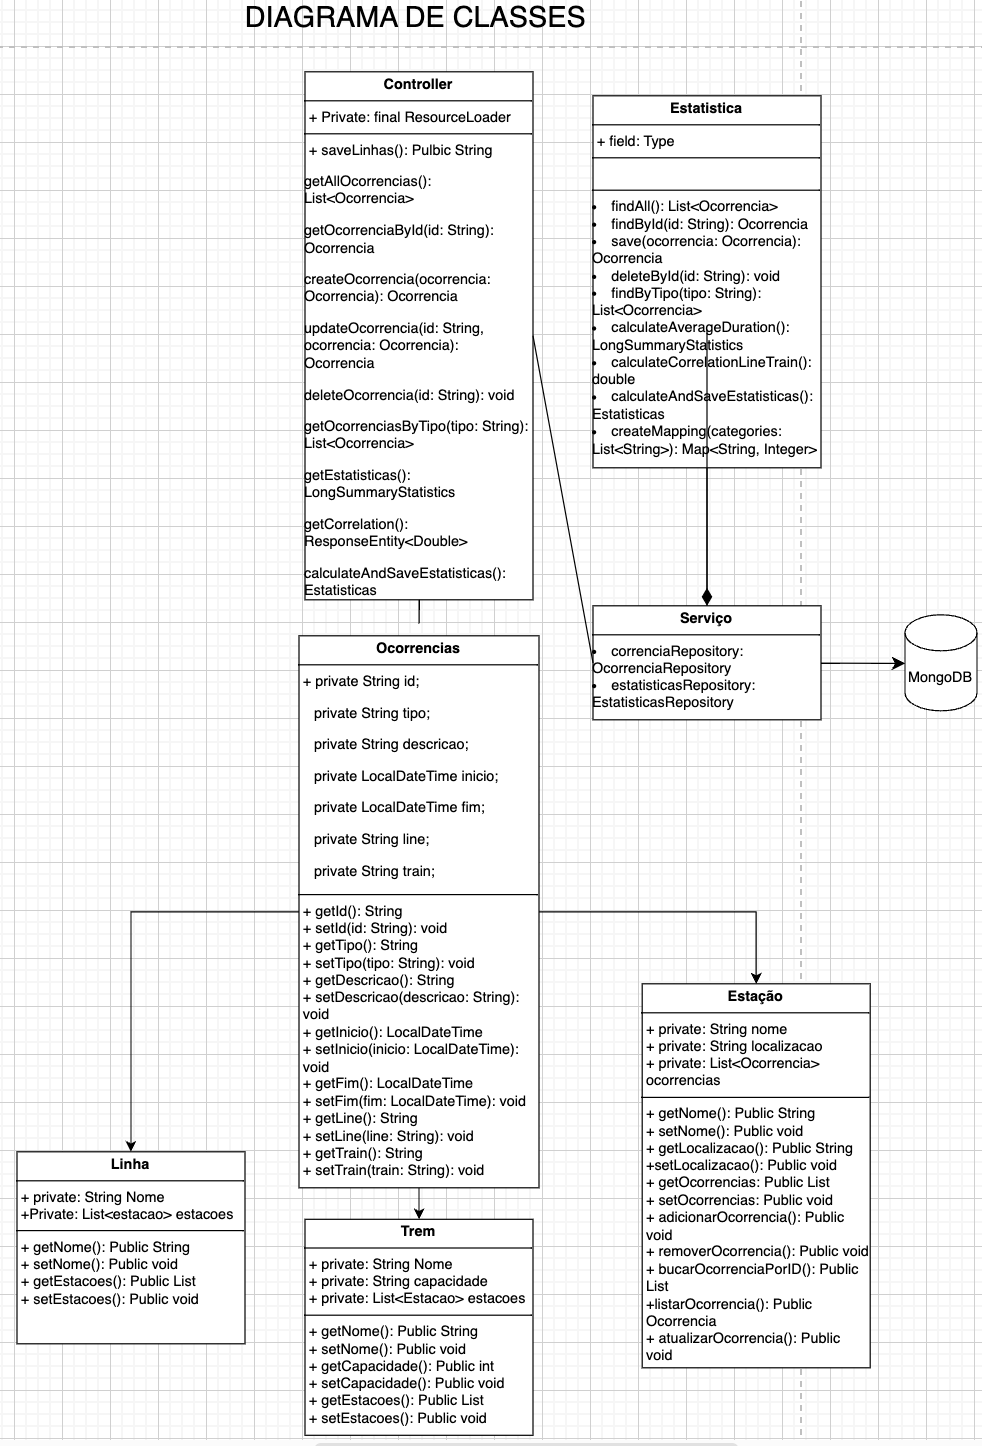 DIAGRAMA DE CLASSES
Controller
+ Private: final ResourceLoader
+ saveLinhas(): Pulbic String
getAllOcorrencias():
List<Ocorrencia>
getOcorrenciaById(id: String):
Ocorrencia
createOcorrencia(ocorrencia:
Ocorrencia): Ocorrencia
updateOcorrencia(id: String,
ocorrencia: Ocorrencia):
Ocorrencia
deleteOcorrencia(id: String): void
getOcorrenciasByTipo(tipo: String):
List<Ocorrencia>
getEstatisticas():
LongSummaryStatistics
getCorrelation():
ResponseEntity<Double>
calculateAndSaveEstatisticas():
Estatisticas
Estatistica
+ field: Type
• findAll(): List<Ocorrencia>
• findById(id: String): Ocorrencia
• save(ocorrencia: Ocorrencia):
Ocorrencia
• deleteById(id: String): void
• findByTipo(tipo: String):
List<Ocorrencia>
• calculateAverageDuration():
LongSummaryStatistics
• calculateCorrelationLineTrain():
double
• calculateAndSaveEstatisticas():
Estatisticas
• createMapping(categories:
List<String>): Map<String, Integer>
Serviço
• correnciaRepository:
OcorrenciaRepository
• estatisticasRepository:
EstatisticasRepository
MongoDB
Ocorrencias
+ private String id;
private String tipo;
private String descricao;
private LocalDateTime inicio;
private LocalDateTime fim;
private String line;
private String train;
+ getId(): String
+ setId(id: String): void
+ getTipo(): String
+ setTipo(tipo: String): void
+ getDescricao(): String
+ setDescricao(descricao: String):
void
+ getInicio(): LocalDateTime
+ setInicio(inicio: LocalDateTime):
void
+ getFim(): LocalDateTime
+ setFim(fim: LocalDateTime): void
+ getLine(): String
+ setLine(line: String): void
+ getTrain(): String
+ setTrain(train: String): void
Estação
+ private: String nome
+ private: String localizacao
+ private: List<Ocorrencia>
ocorrencias
+ getNome(): Public String
+ setNome(): Public void
+ getLocalizacao(): Public String
+setLocalizacao(): Public void
+ getOcorrencias: Public List
+ setOcorrencias: Public void
+ adicionarOcorrencia(): Public
void
+ removerOcorrencia(): Public void
+ bucarOcorrenciaPorID(): Public
List
+listarOcorrencia(): Public
Ocorrencia
+ atualizarOcorrencia(): Public
void
Linha
+ private: String Nome
+Private: List<estacao> estacoes
+ getNome(): Public String
+ setNome(): Public void
+ getEstacoes(): Public List
+ setEstacoes(): Public void
Trem
+ private: String Nome
+ private: String capacidade
+ private: List<Estacao> estacoes
+ getNome(): Public String
+ setNome(): Public void
+ getCapacidade(): Public int
+ setCapacidade(): Public void
+ getEstacoes(): Public List
+ setEstacoes(): Public void